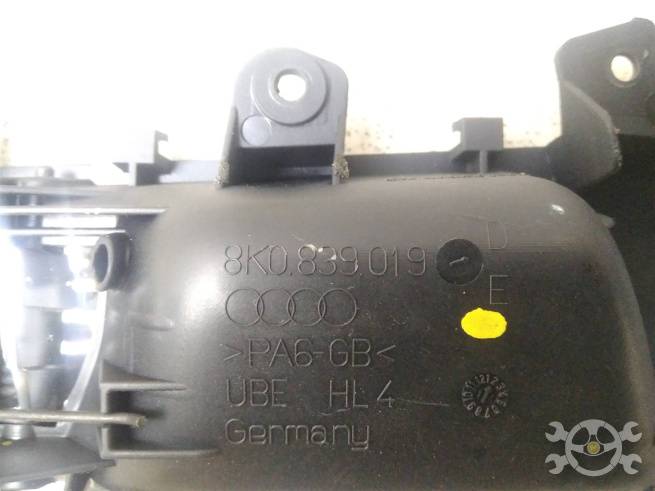 8K0.839.019 D
E
>PA6-GB<
UBE HL4
Germany